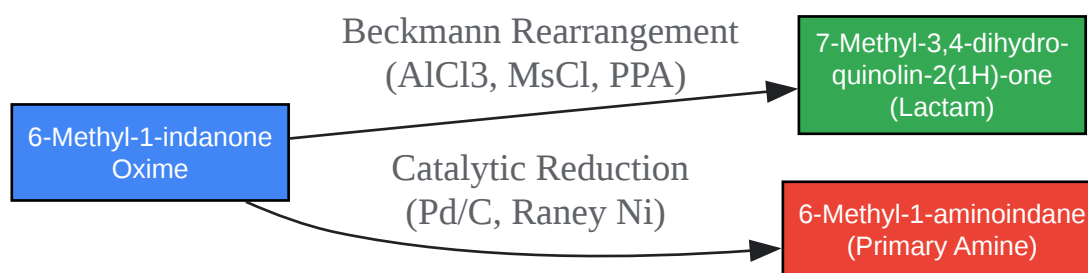 Beckmann Rearrangement
(AlCl3, MsCl, PPA)
7-Methyl-3,4-dihydro-
quinolin-2(1H)-one
(Lactam)
6-Methyl-1-indanone
Oxime
Catalytic Reduction
(Pd/C, Raney Ni)
6-Methyl-1-aminoindane
(Primary Amine)